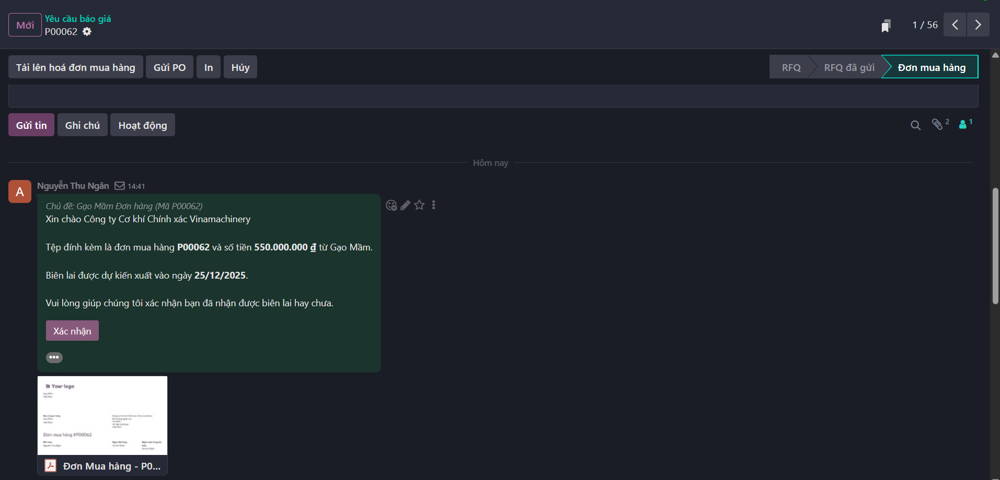 Mới
Yêu cầu báo giá
P00062
1 / 56
Tải lên hoá đơn mua hàng
Gửi PO
In
Hủy
RFQ
RFQ đã gửi
Đơn mua hàng
Gửi tin
Ghi chú
Hoạt động
2
1
Hôm nay
A
Nguyễn Thu Ngân
14:41
Chủ đề: Gạo Mầm Đơn hàng (Mã P00062)
Xin chào Công ty Cơ khí Chính xác Vinamachinery
Tệp đính kèm là đơn mua hàng P00062 và số tiền 550.000.000 ₫ từ Gạo Mầm.
Biên lai được dự kiến xuất vào ngày 25/12/2025.
Vui lòng giúp chúng tôi xác nhận bạn đã nhận được biên lai hay chưa.
Xác nhận
Your logo
Đơn mua hàng #P00062
Đơn Mua hàng - P0...